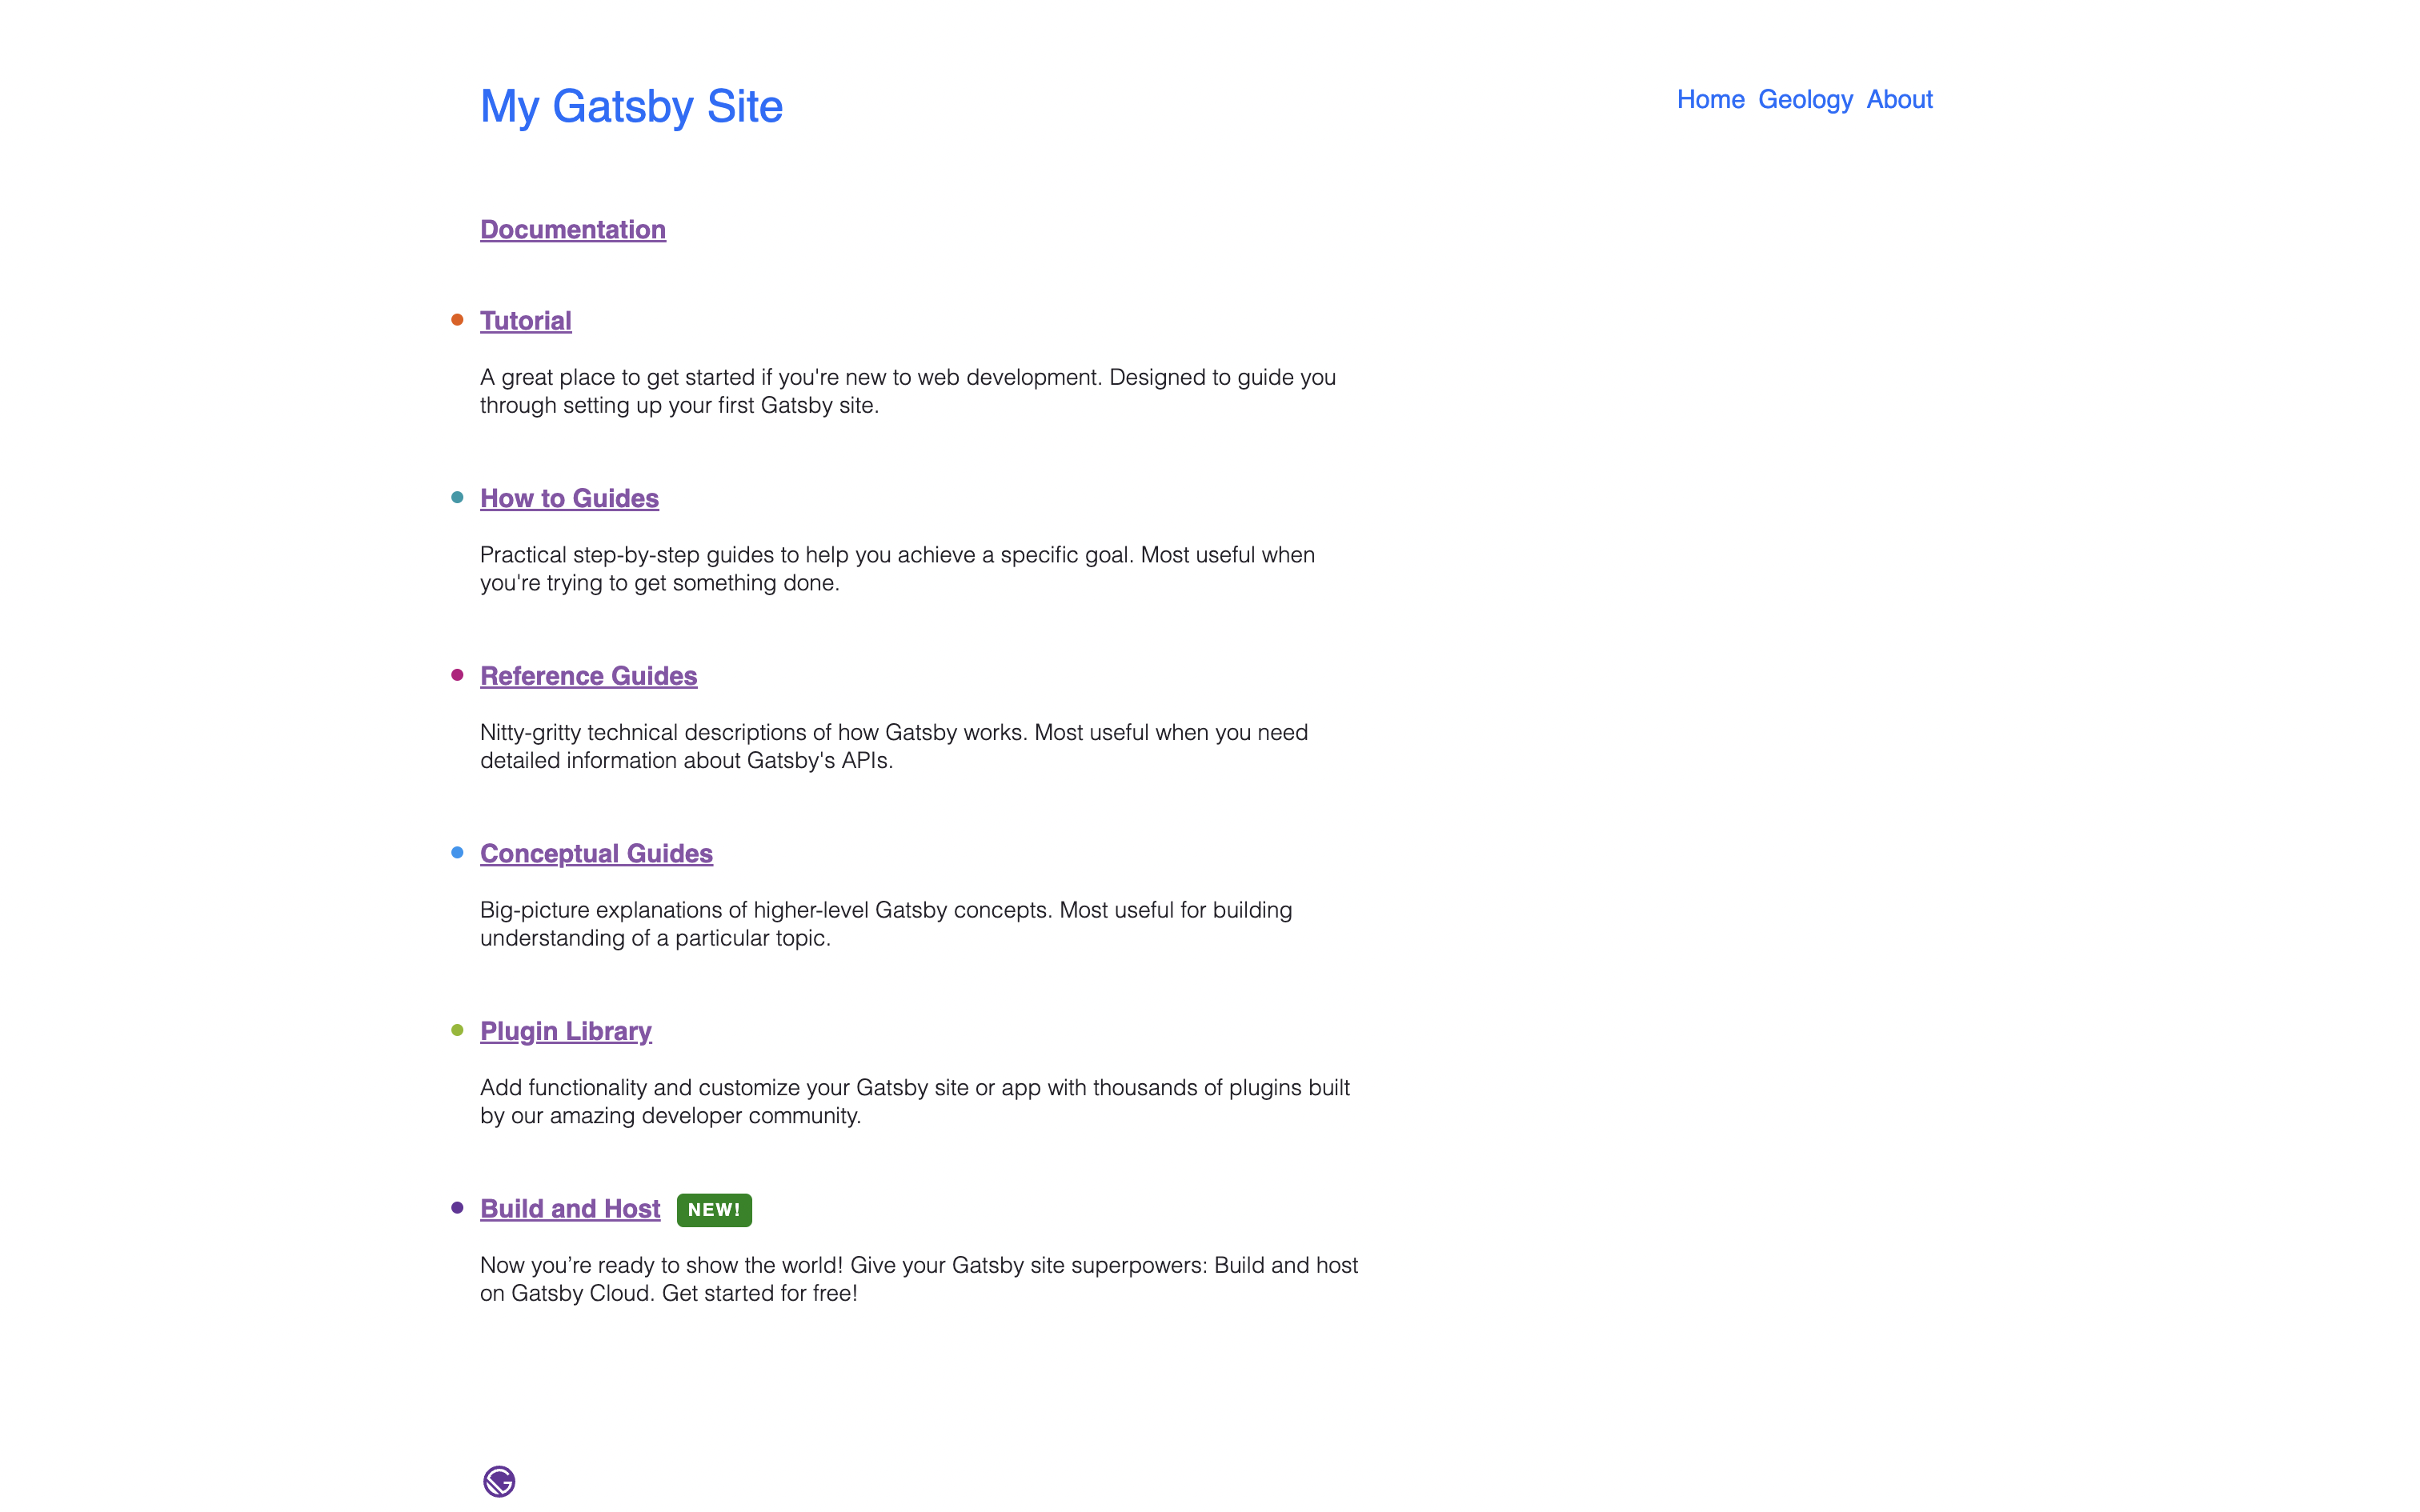 My Gatsby Site
Home Geology About
Documentation
Tutorial
A great place to get started if you're new to web development. Designed to guide you
through setting up your first Gatsby site.
How to Guides
Practical step-by-step guides to help you achieve a specific goal. Most useful when
you're trying to get something done.
Reference Guides
Nitty-gritty technical descriptions of how Gatsby works. Most useful when you need
detailed information about Gatsby's APIs.
Conceptual Guides
Big-picture explanations of higher-level Gatsby concepts. Most useful for building
understanding of a particular topic.
Plugin Library
Add functionality and customize your Gatsby site or app with thousands of plugins built
by our amazing developer community.
Build and Host NEW!
Now you’re ready to show the world! Give your Gatsby site superpowers: Build and host
on Gatsby Cloud. Get started for free!